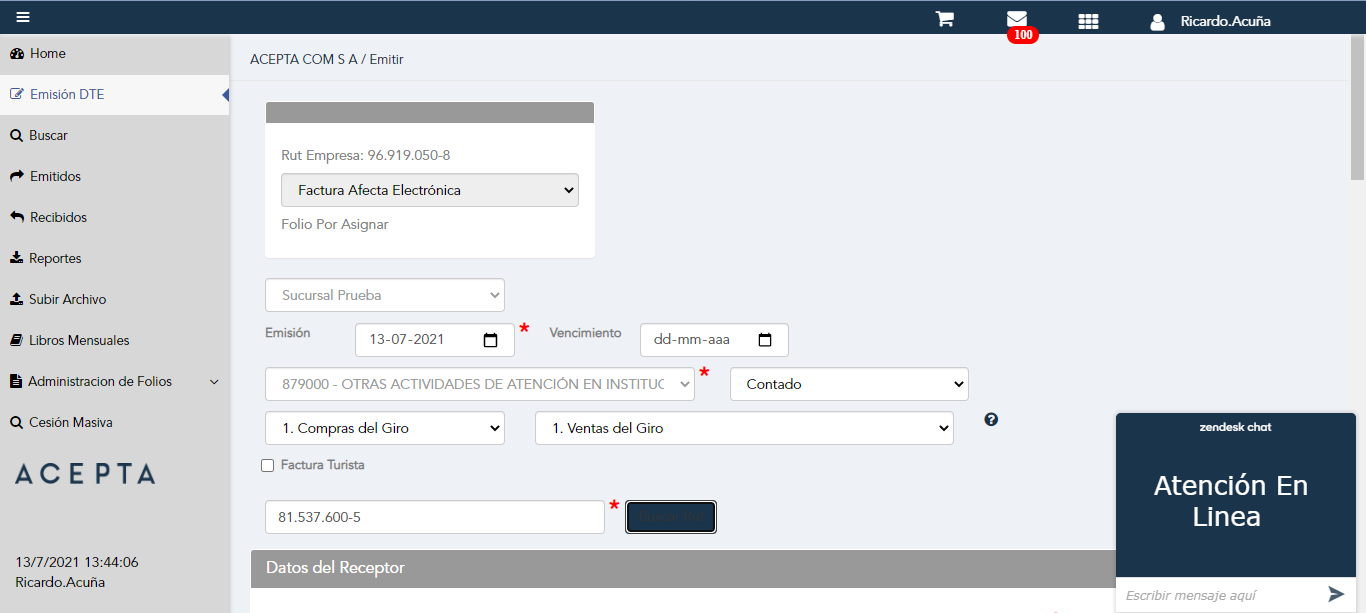 Ricardo.Acuña
100
Home
Emisión DTE
Buscar
Emitidos
Recibidos
Reportes
Subir Archivo
Libros Mensuales
Administracion de Folios
Cesión Masiva
ACEPTA
13/7/2021 13:44:06
Ricardo.Acuña
ACEPTA COM S A / Emitir
Rut Empresa: 96.919.050-8
Factura Afecta Electrónica
Folio Por Asignar
Sucursal Prueba
Emisión 13-07-2021 * Vencimiento dd-mm-aaa
879000 - OTRAS ACTIVIDADES DE ATENCIÓN EN INSTITUC * Contado
1. Compras del Giro 1. Ventas del Giro
Factura Turista
81.537.600-5 *
Datos del Receptor
zendesk chat
Atención En
Linea
Escribir mensaje aquí